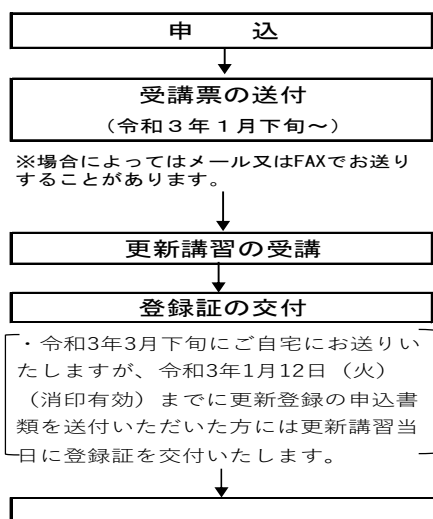 申　　込
受講票の送付
（令和３年１月下旬～）
※場合によってはメール又はFAXでお送り
することがあります。
更新講習の受講
登録証の交付
・令和3年3月下旬にご自宅にお送りい
たしますが、令和3年1月12日（火）
（消印有効）までに更新登録の申込書
類を送付いただいた方には更新講習当
日に登録証を交付いたします。